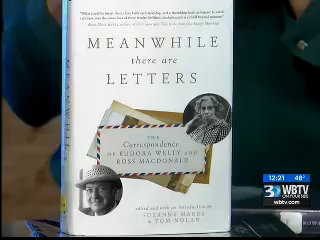 MEANWHILE
there are
LETTERS
THE
Correspondence
OF EUDORA WELTY AND
ROSS MACDONALD
edited and with an introduction by
SUZANNE MARRS
& TOM NOLAN
MEANWHILE
12:21 48°
3 WBTV
ON YOUR SIDE
wbtv.com